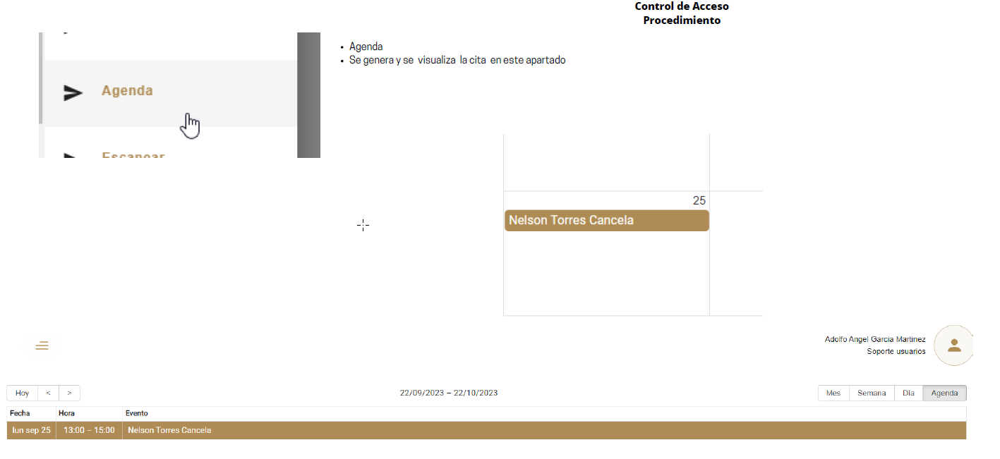 Control de Acceso
Procedimiento
• Agenda
• Se genera y se visualiza la cita en este apartado
Agenda
Escanear
25
Nelson Torres Cancela
Adolfo Angel Garcia Martinez
Soporte usuarios
Hoy < >
22/09/2023 – 22/10/2023
Mes Semana Día Agenda
Fecha Hora Evento
lun sep 25 13:00 – 15:00 Nelson Torres Cancela